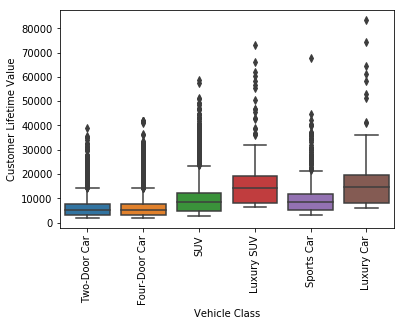 80000
70000
60000
50000
40000
30000
20000
10000
0
Customer Lifetime Value
Two-Door Car
Four-Door Car
SUV
Luxury SUV
Sports Car
Luxury Car
Vehicle Class